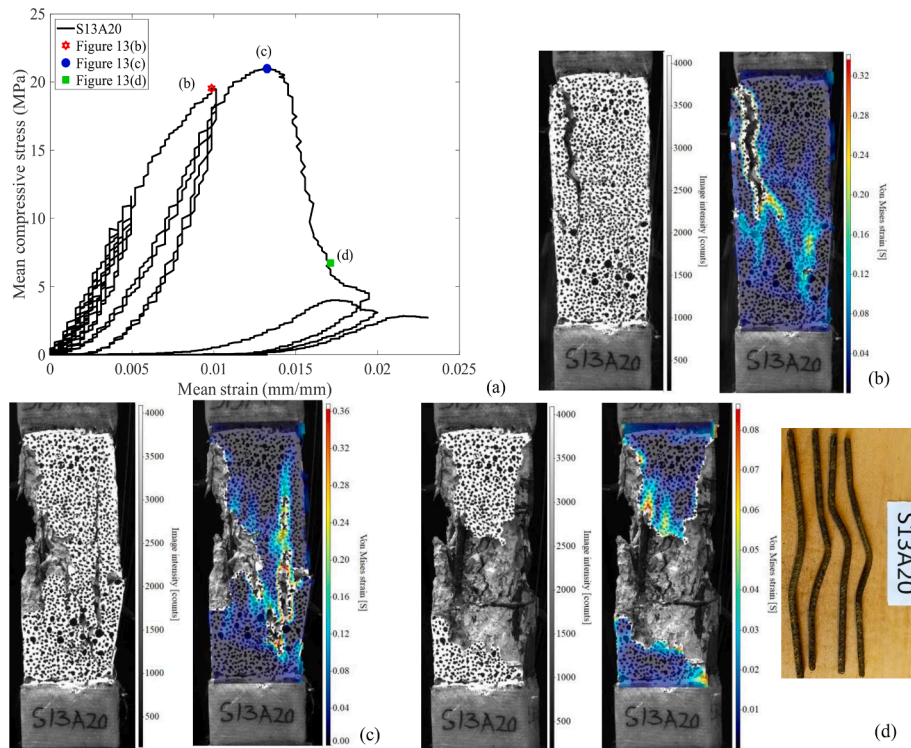 25
20
15
10
5
0
Mean compressive stress (MPa)
S13A20
Figure 13(b)
Figure 13(c)
Figure 13(d)
(b)
(c)
(d)
0
0.005
0.01
0.015
0.02
0.025
Mean strain (mm/mm)
(a)
S13A20
4000
3500
3000
2500
2000
1500
1000
500
Image intensity [counts]
S13A20
0.32
0.28
0.24
0.20
0.16
0.12
0.08
0.04
Von Mises strain [S]
(b)
S13A20
4000
3500
3000
2500
2000
1500
1000
500
Image intensity [counts]
S13A20
0.36
0.32
0.28
0.24
0.20
0.16
0.12
0.08
0.04
0.00
Von Mises strain [S]
(c)
S13A20
4000
3500
3000
2500
2000
1500
1000
500
Image intensity [counts]
S13A20
0.08
0.07
0.06
0.05
0.04
0.03
0.02
0.01
Von Mises strain [S]
S13A20
(d)